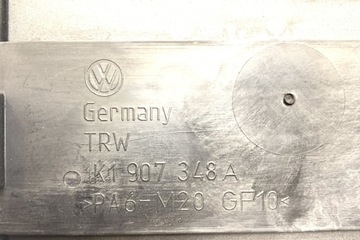 Germany
TRW
1K1 907 348 A
>PA6-M20 GF10<